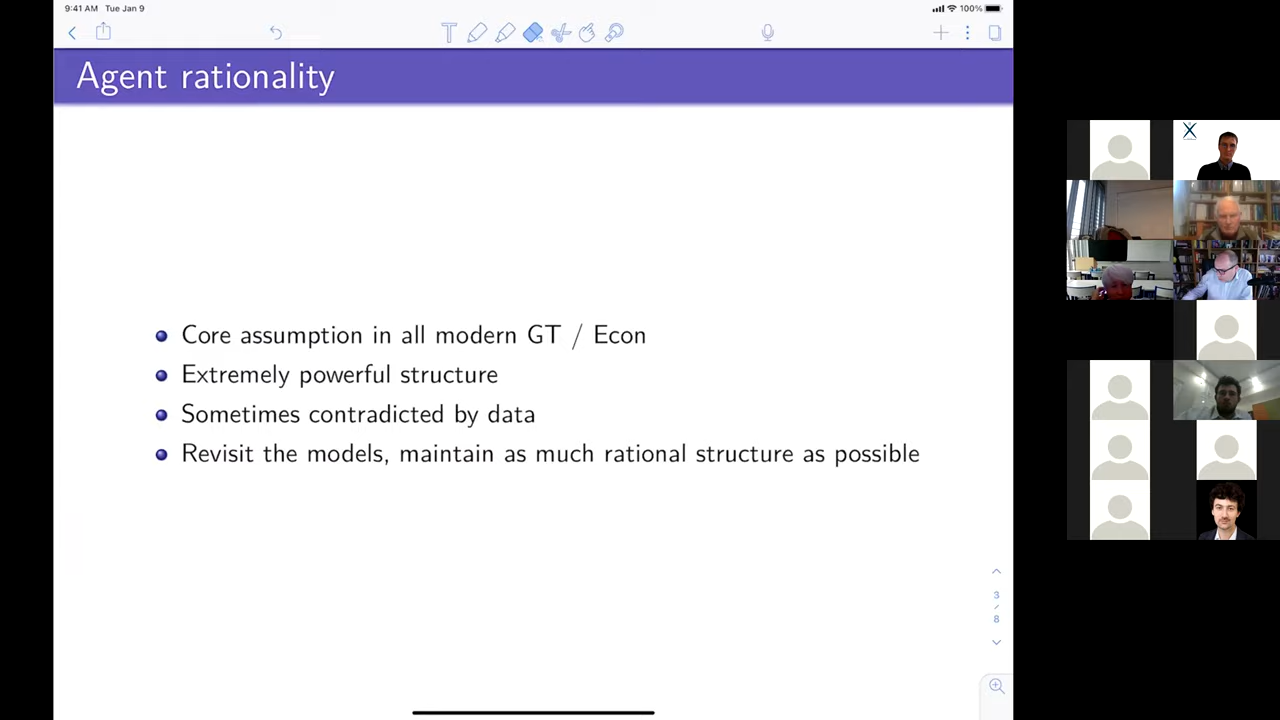 9:41 AM Tue Jan 9
100%
Agent rationality
Core assumption in all modern GT / Econ
Extremely powerful structure
Sometimes contradicted by data
Revisit the models, maintain as much rational structure as possible
3
/
8